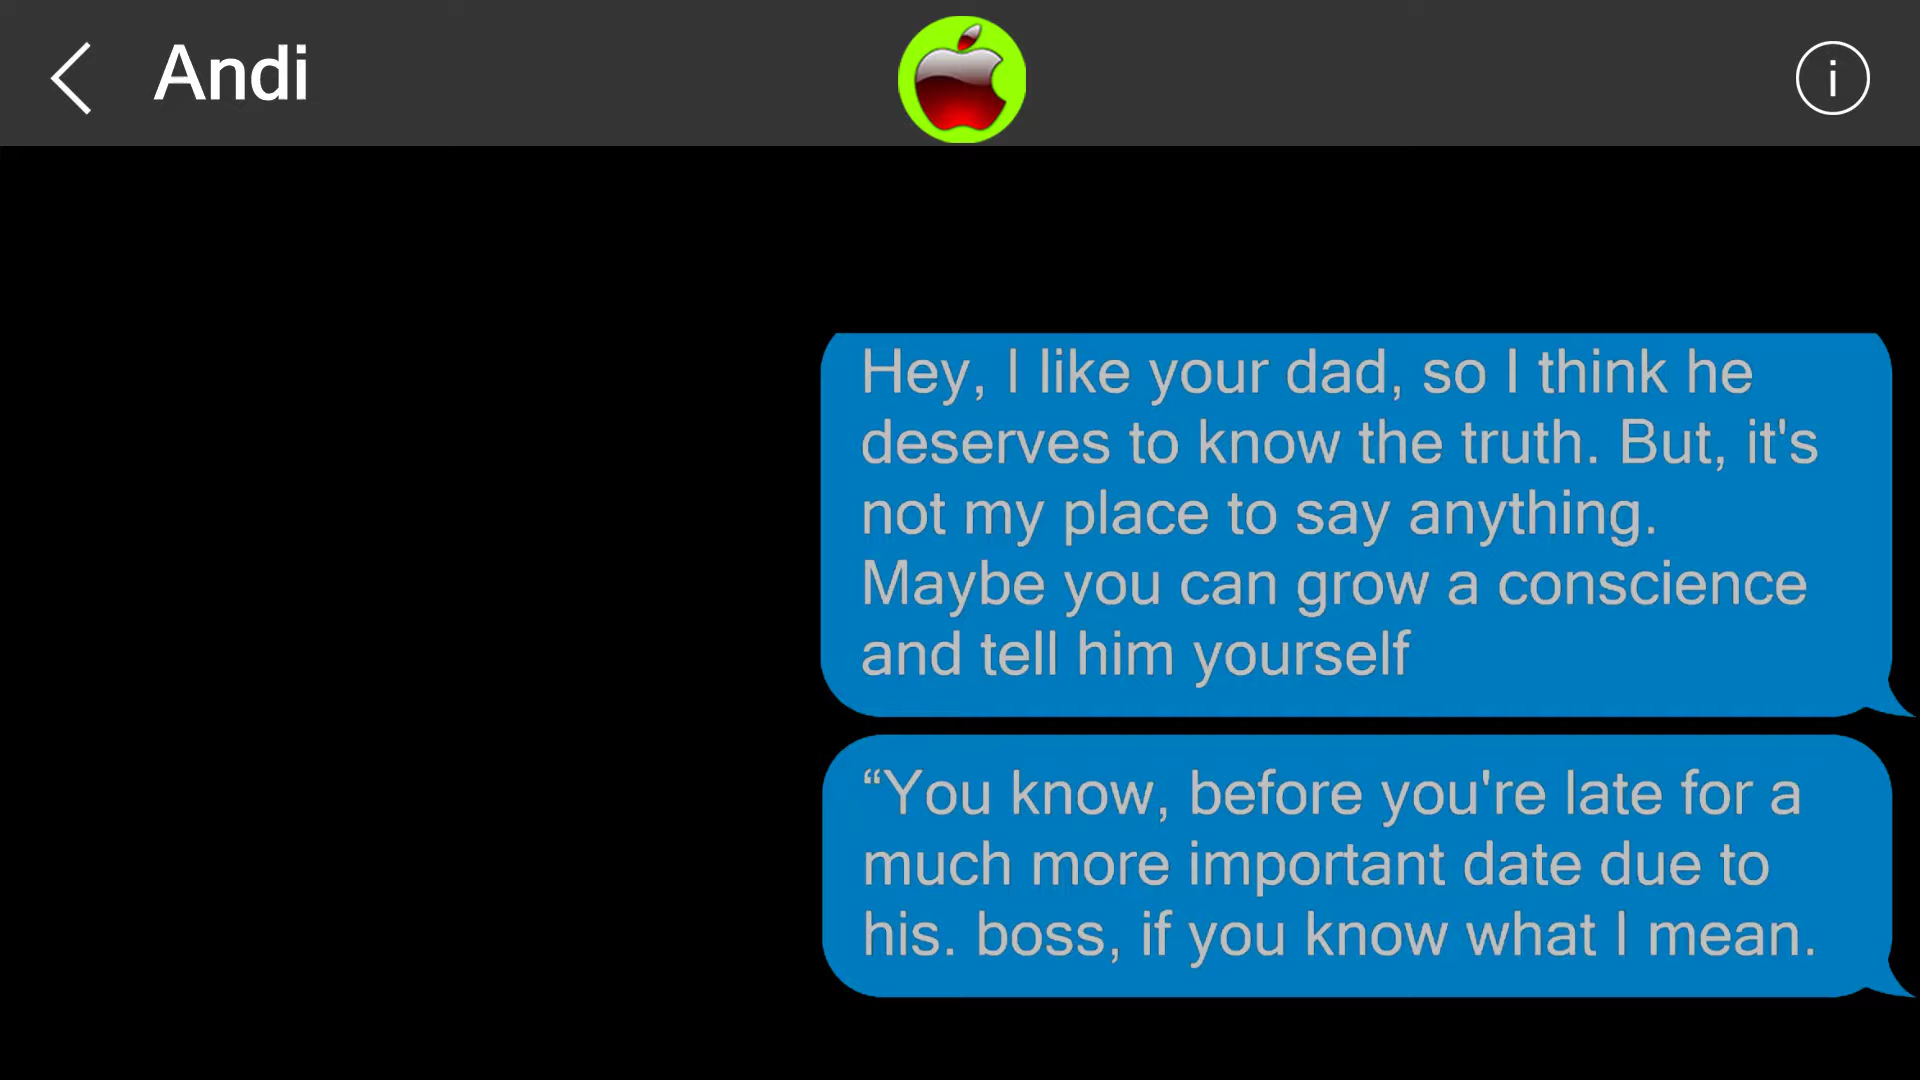 Andi
i
Hey, I like your dad, so I think he
deserves to know the truth. But, it's
not my place to say anything.
Maybe you can grow a conscience
and tell him yourself
“You know, before you're late for a
much more important date due to
his. boss, if you know what I mean.